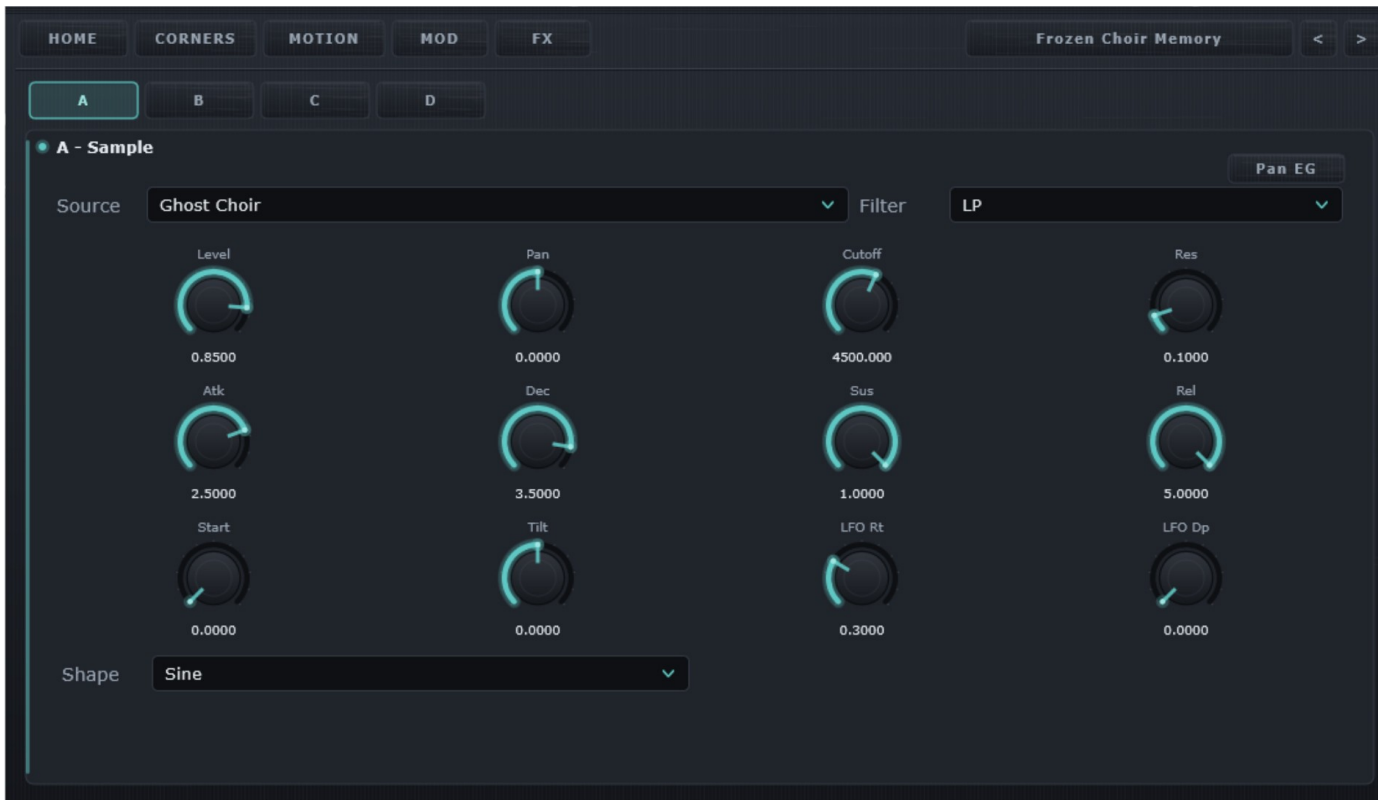 HOME CORNERS MOTION MOD FX Frozen Choir Memory < >
A B C D
A - Sample
Pan EG
Source Ghost Choir Filter LP
Level Pan Cutoff Res
0.8500 0.0000 4500.000 0.1000
Atk Dec Sus Rel
2.5000 3.5000 1.0000 5.0000
Start Tilt LFO Rt LFO Dp
0.0000 0.0000 0.3000 0.0000
Shape Sine